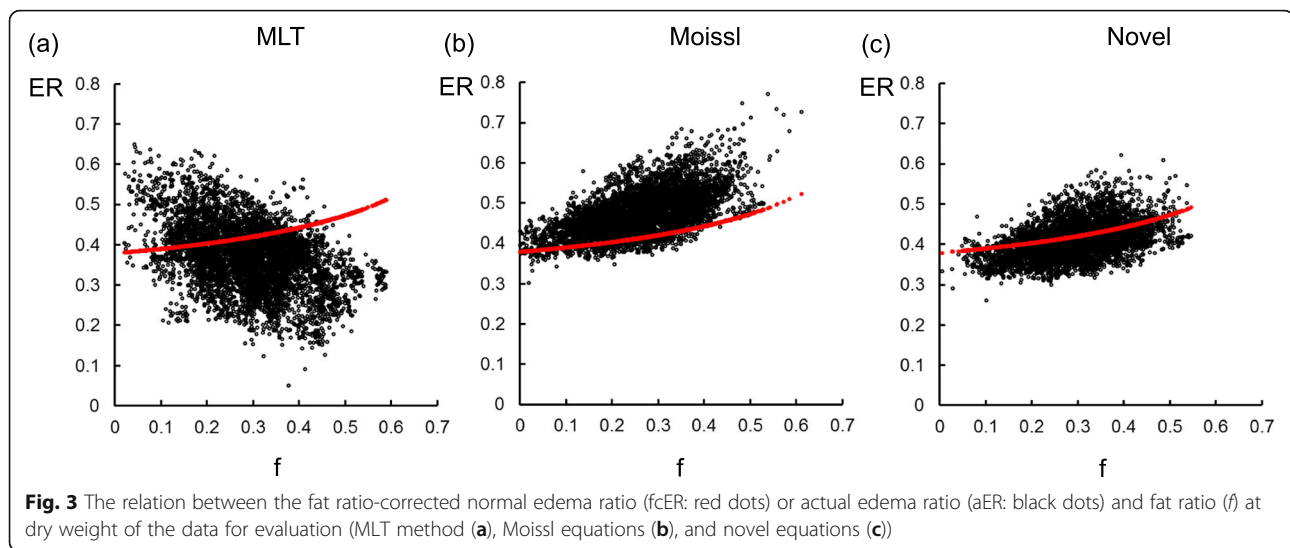 (a) MLT
ER
0.8
0.7
0.6
0.5
0.4
0.3
0.2
0.1
0
0 0.1 0.2 0.3 0.4 0.5 0.6 0.7
f
(b) Moissl
ER
0.8
0.7
0.6
0.5
0.4
0.3
0.2
0.1
0
0 0.1 0.2 0.3 0.4 0.5 0.6 0.7
f
(c) Novel
ER
0.8
0.7
0.6
0.5
0.4
0.3
0.2
0.1
0
0 0.1 0.2 0.3 0.4 0.5 0.6 0.7
f
Fig. 3 The relation between the fat ratio-corrected normal edema ratio (fcER: red dots) or actual edema ratio (aER: black dots) and fat ratio (f) at
dry weight of the data for evaluation (MLT method (a), Moissl equations (b), and novel equations (c))